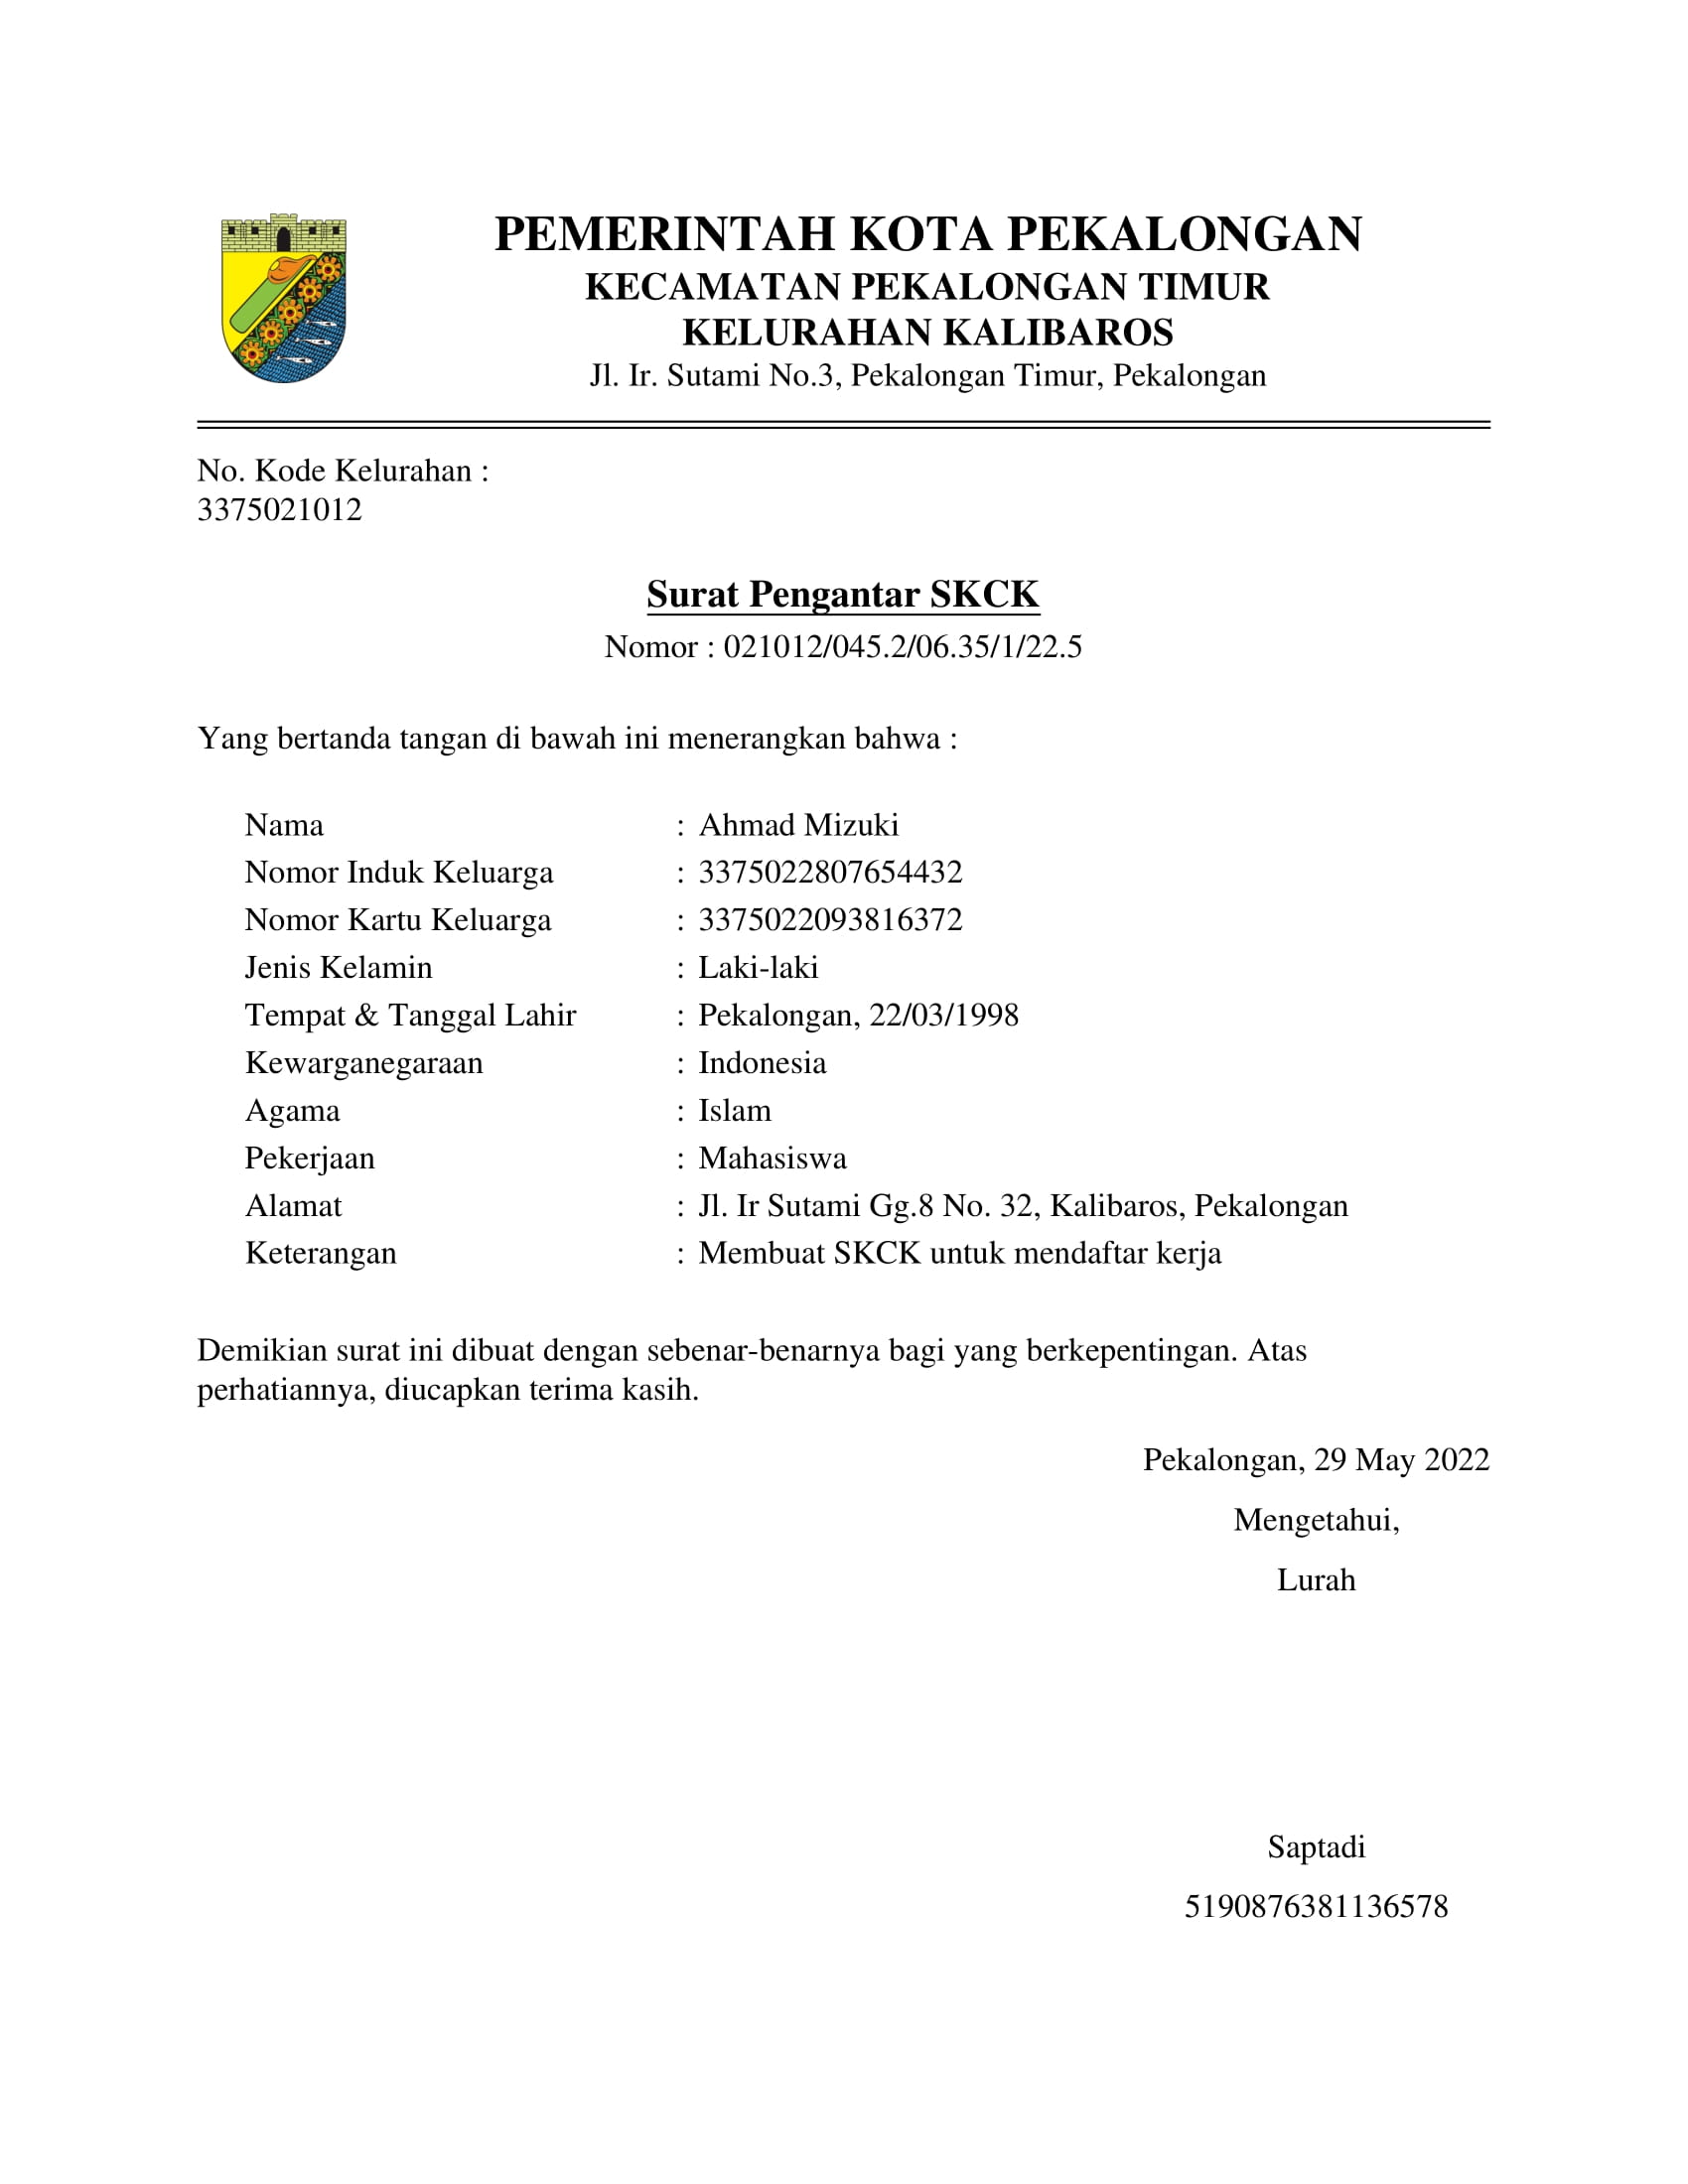 PEMERINTAH KOTA PEKALONGAN
KECAMATAN PEKALONGAN TIMUR
KELURAHAN KALIBAROS
Jl. Ir. Sutami No.3, Pekalongan Timur, Pekalongan
No. Kode Kelurahan :
3375021012
Surat Pengantar SKCK
Nomor : 021012/045.2/06.35/1/22.5
Yang bertanda tangan di bawah ini menerangkan bahwa :
Nama : Ahmad Mizuki
Nomor Induk Keluarga : 3375022807654432
Nomor Kartu Keluarga : 3375022093816372
Jenis Kelamin : Laki-laki
Tempat & Tanggal Lahir : Pekalongan, 22/03/1998
Kewarganegaraan : Indonesia
Agama : Islam
Pekerjaan : Mahasiswa
Alamat : Jl. Ir Sutami Gg.8 No. 32, Kalibaros, Pekalongan
Keterangan : Membuat SKCK untuk mendaftar kerja
Demikian surat ini dibuat dengan sebenar-benarnya bagi yang berkepentingan. Atas
perhatiannya, diucapkan terima kasih.
Pekalongan, 29 May 2022
Mengetahui,
Lurah
Saptadi
5190876381136578